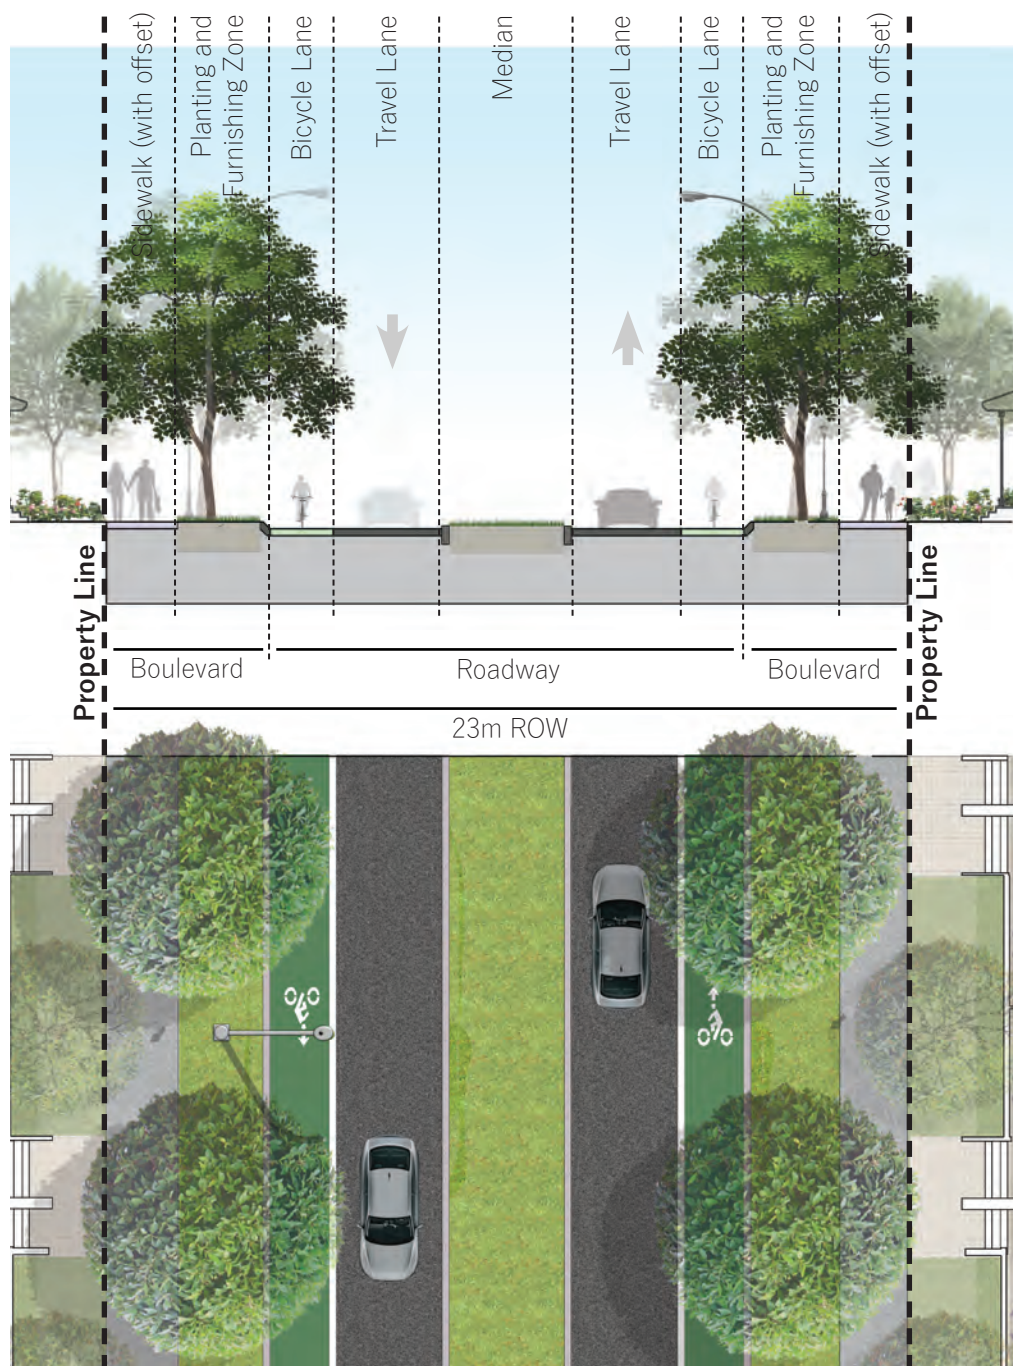 Sidewalk (with offset)
Planting and
Furnishing Zone
Bicycle Lane
Travel Lane
Median
Travel Lane
Bicycle Lane
Planting and
Furnishing Zone
Sidewalk (with offset)
Property Line
Property Line
Boulevard
Roadway
Boulevard
23m ROW